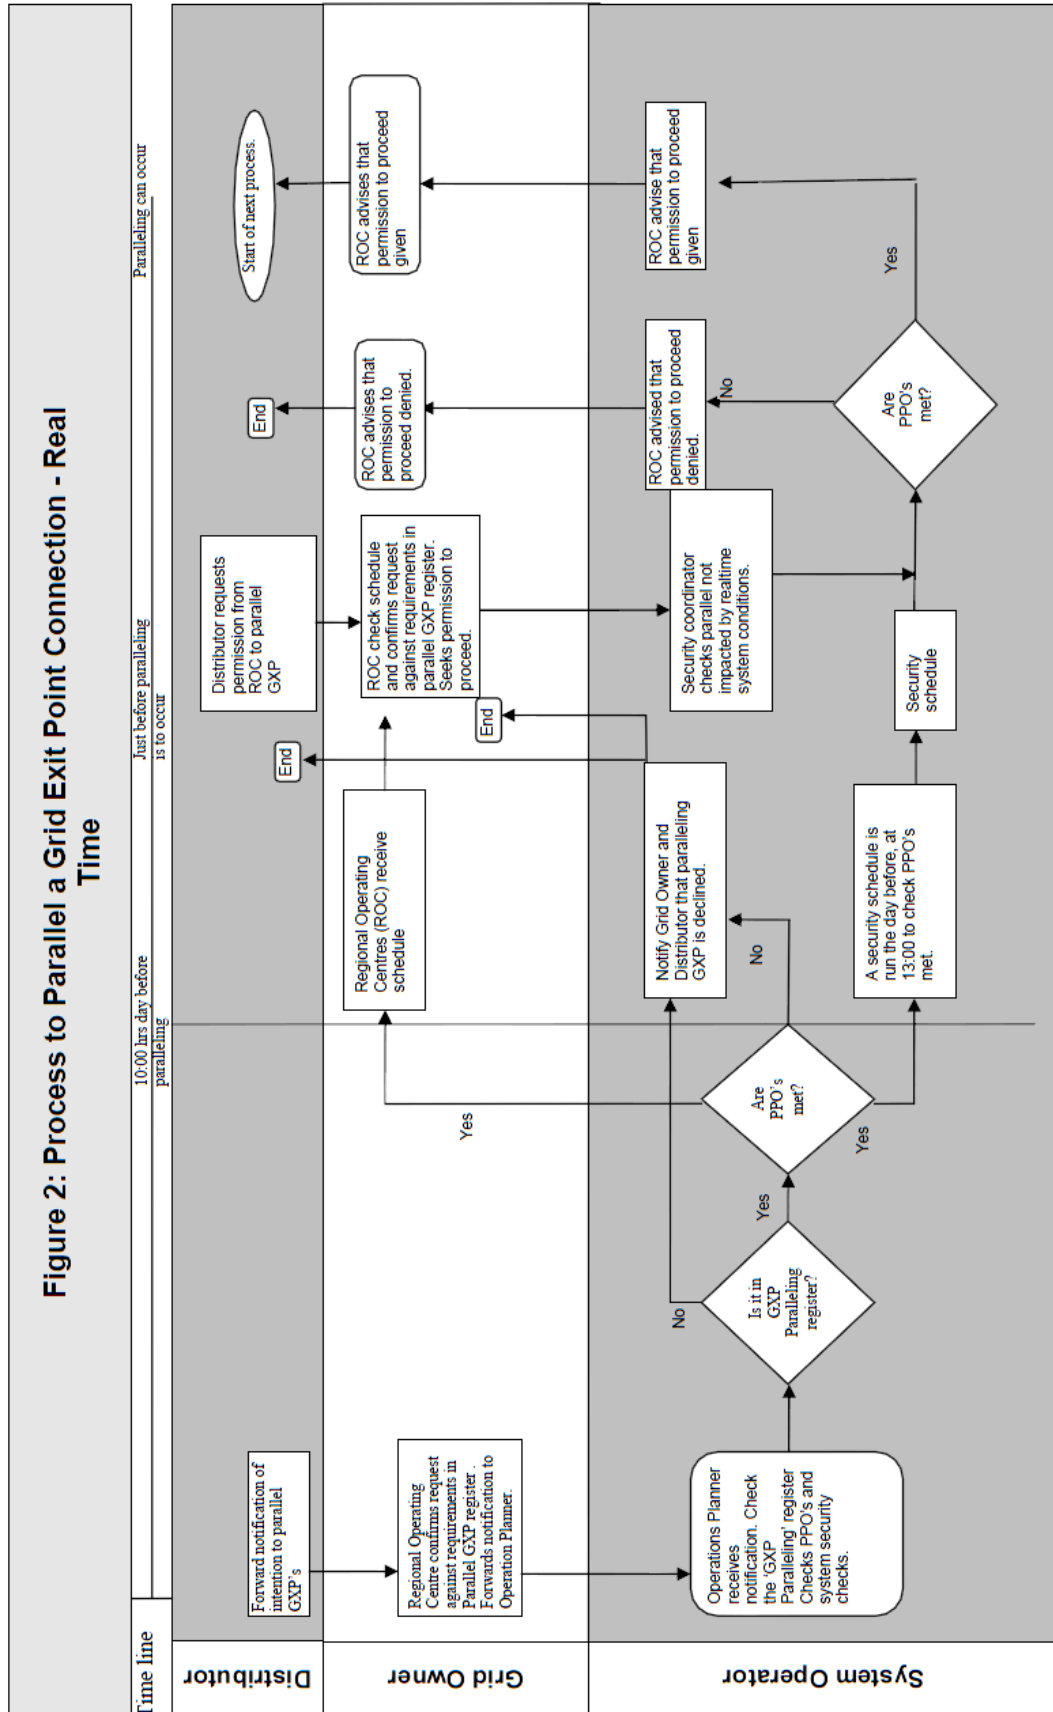 Figure 2: Process to Parallel a Grid Exit Point Connection - Real
Time
Time line
10:00 hrs day before
paralleling
Just before paralleling
is to occur
Paralleling can occur
Distributor
Forward notification of
intention to parallel
GXP's
End
Distributor requests
permission from
ROC to parallel
GXP
End
Start of next process.
Grid Owner
Regional Operating
Centre confirms request
against requirements in
Parallel GXP register .
Forwards notification to
Operation Planner.
Yes
Regional Operating
Centres (ROC) receive
schedule
End
ROC check schedule
and confirms request
against requirements in
parallel GXP register.
Seeks permission to
proceed.
ROC advises that
permission to
proceed denied.
ROC advises that
permission to proceed
given
System Operator
Operations Planner
receives
notification. Check
the 'GXP
Paralleling' register
Checks PPO's and
system security
checks.
No
Is it in
GXP
Paralleling
register?
Yes
Are
PPO's
met?
Yes
No
Notify Grid Owner and
Distributor that paralleling
GXP is declined.
A security schedule is
run the day before, at
13:00 to check PPO's
met.
Security
schedule
Security coordinator
checks parallel not
impacted by realtime
system conditions.
ROC advised that
permission to proceed
denied.
No
Are
PPO's
met?
Yes
ROC advise that
permission to proceed
given